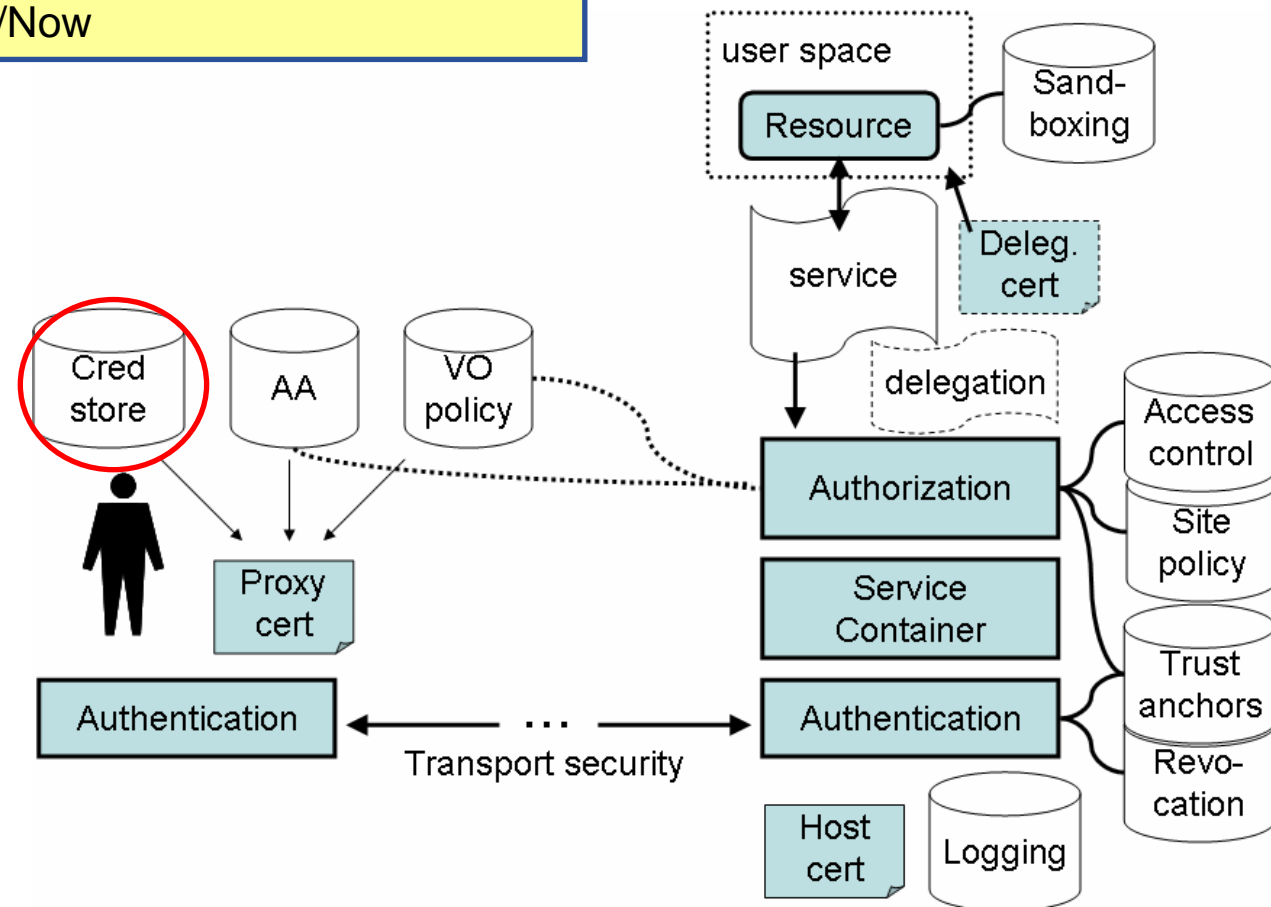 /Now
user space
Resource
Sand-
boxing
service
Deleg.
cert
delegation
Cred
store
AA
VO
policy
Access
control
Authorization
Site
policy
Proxy
cert
Service
Container
Trust
anchors
Authentication
...
Transport security
Authentication
Revo-
cation
Host
cert
Logging